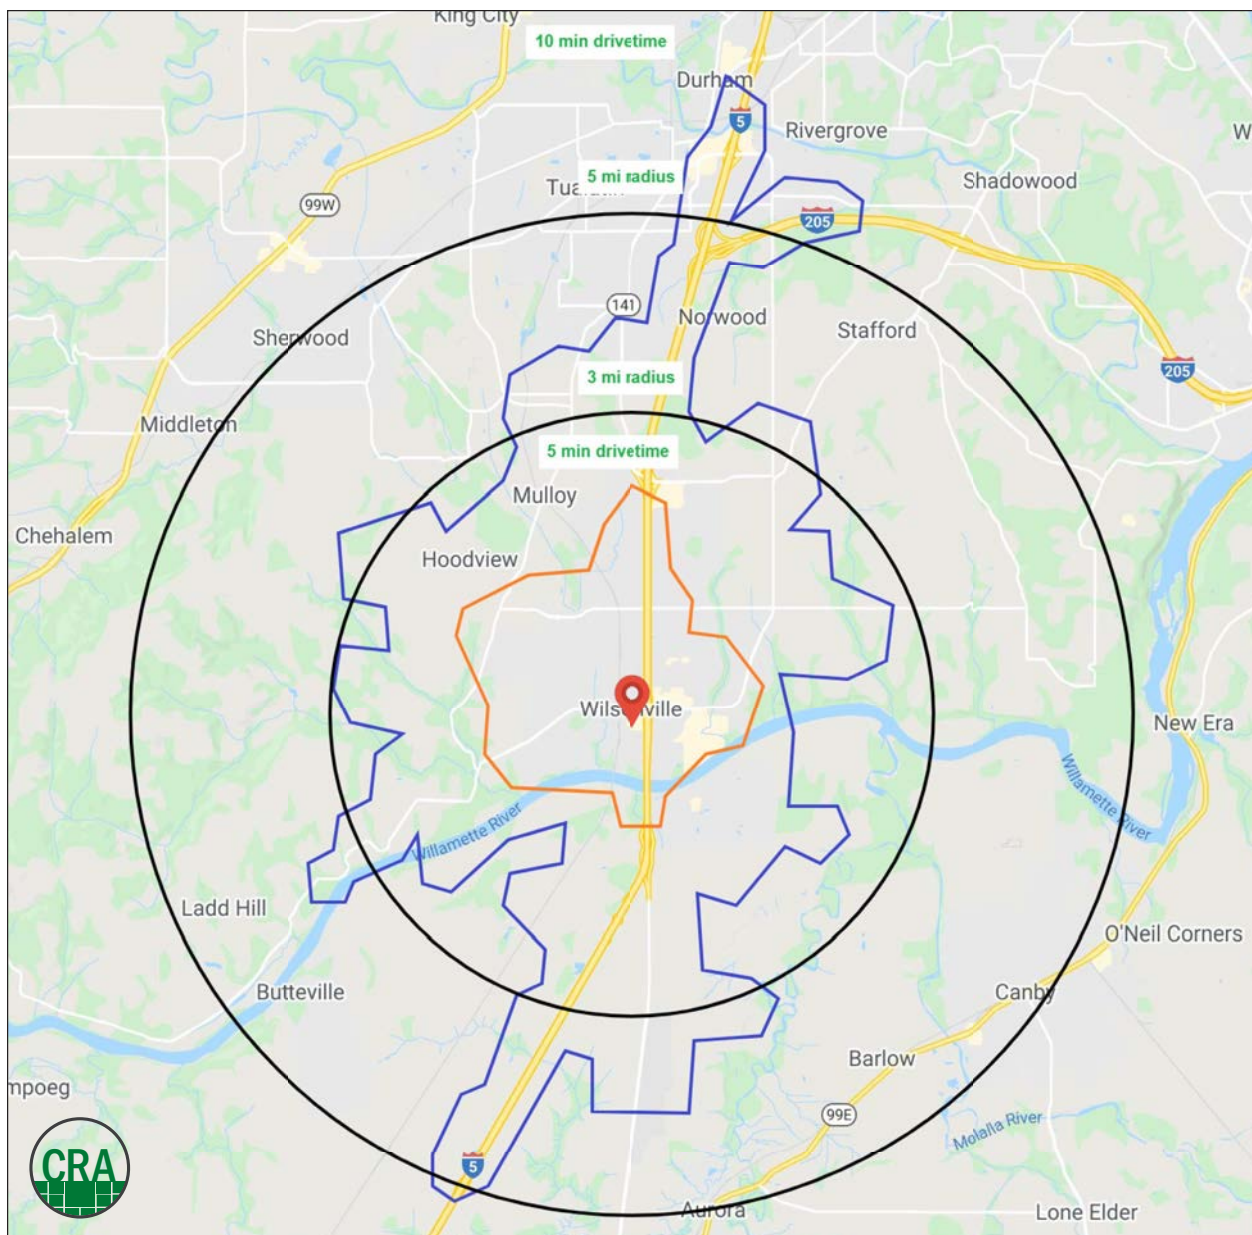 King City
10 min drivetime
Durham
5
Rivergrove
W
5 mi radius
Tualatin
Shadowood
99W
205
141
Norwood
Stafford
Sherwood
205
3 mi radius
Middleton
5 min drivetime
Mulloy
Chehalem
Hoodview
Wilsonville
New Era
Willamette River
Willamette River
Ladd Hill
O'Neil Corners
Butteville
Canby
Barlow
mpoeg
99E
Molalla River
CRA
5
Aurora
Lone Elder